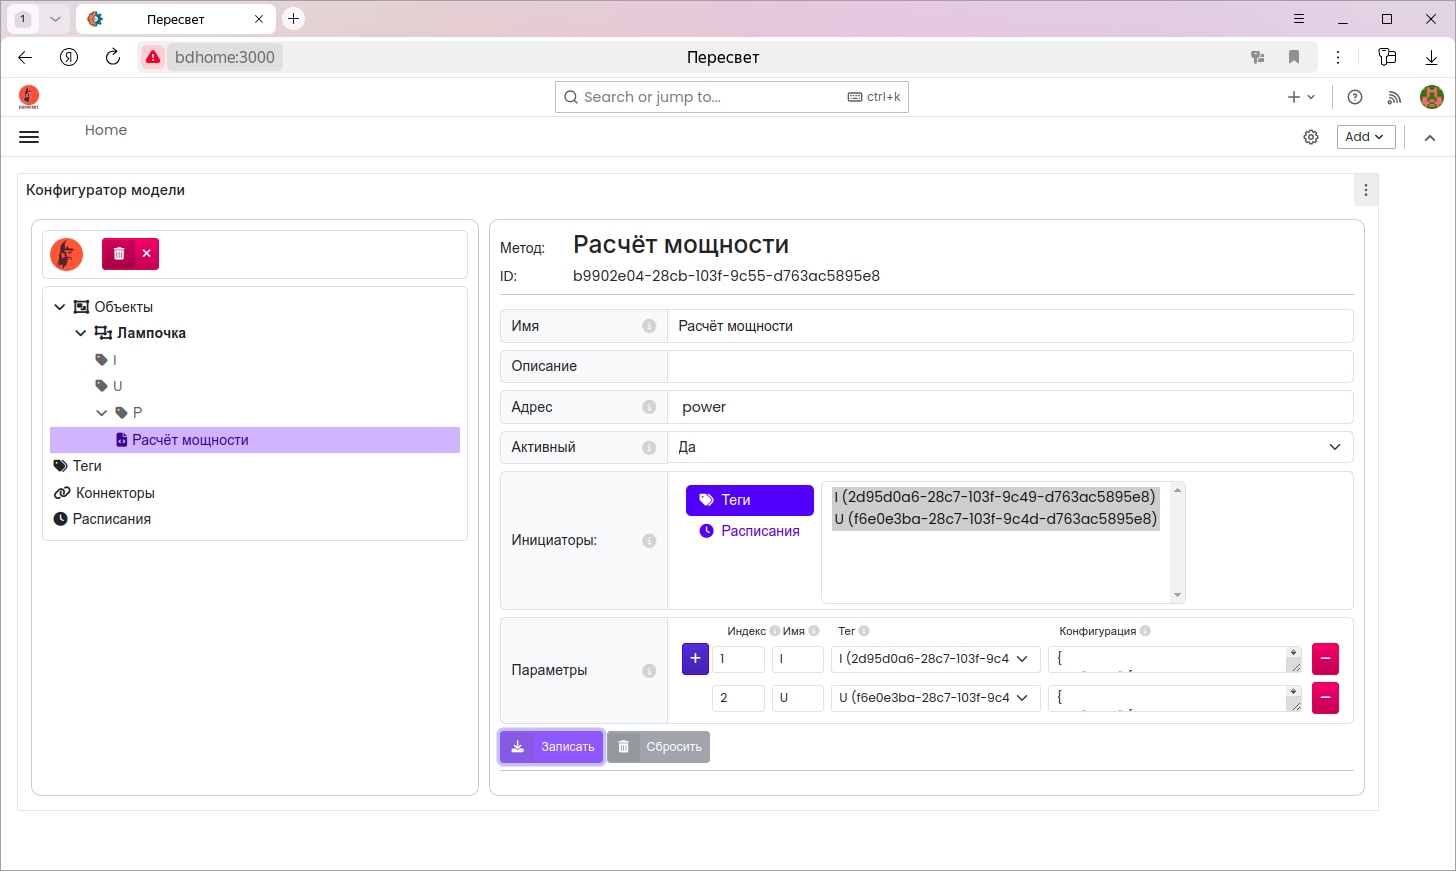 1
Пересвет
bdhome:3000
Пересвет
Search or jump to...
ctrl+k
Home
Add
Конфигуратор модели
Объекты
Лампочка
I
U
P
Расчёт мощности
Теги
Коннекторы
Расписания
Метод: Расчёт мощности
ID: b9902e04-28cb-103f-9c55-d763ac5895e8
Имя Расчёт мощности
Описание
Адрес power
Активный Да
Инициаторы:
Теги
Расписания
I (2d95d0a6-28c7-103f-9c49-d763ac5895e8)
U (f6e0e3ba-28c7-103f-9c4d-d763ac5895e8)
Параметры
Индекс Имя Тег Конфигурация
+ 1 I I (2d95d0a6-28c7-103f-9c4 {
2 U U (f6e0e3ba-28c7-103f-9c4 {
Записать
Сбросить